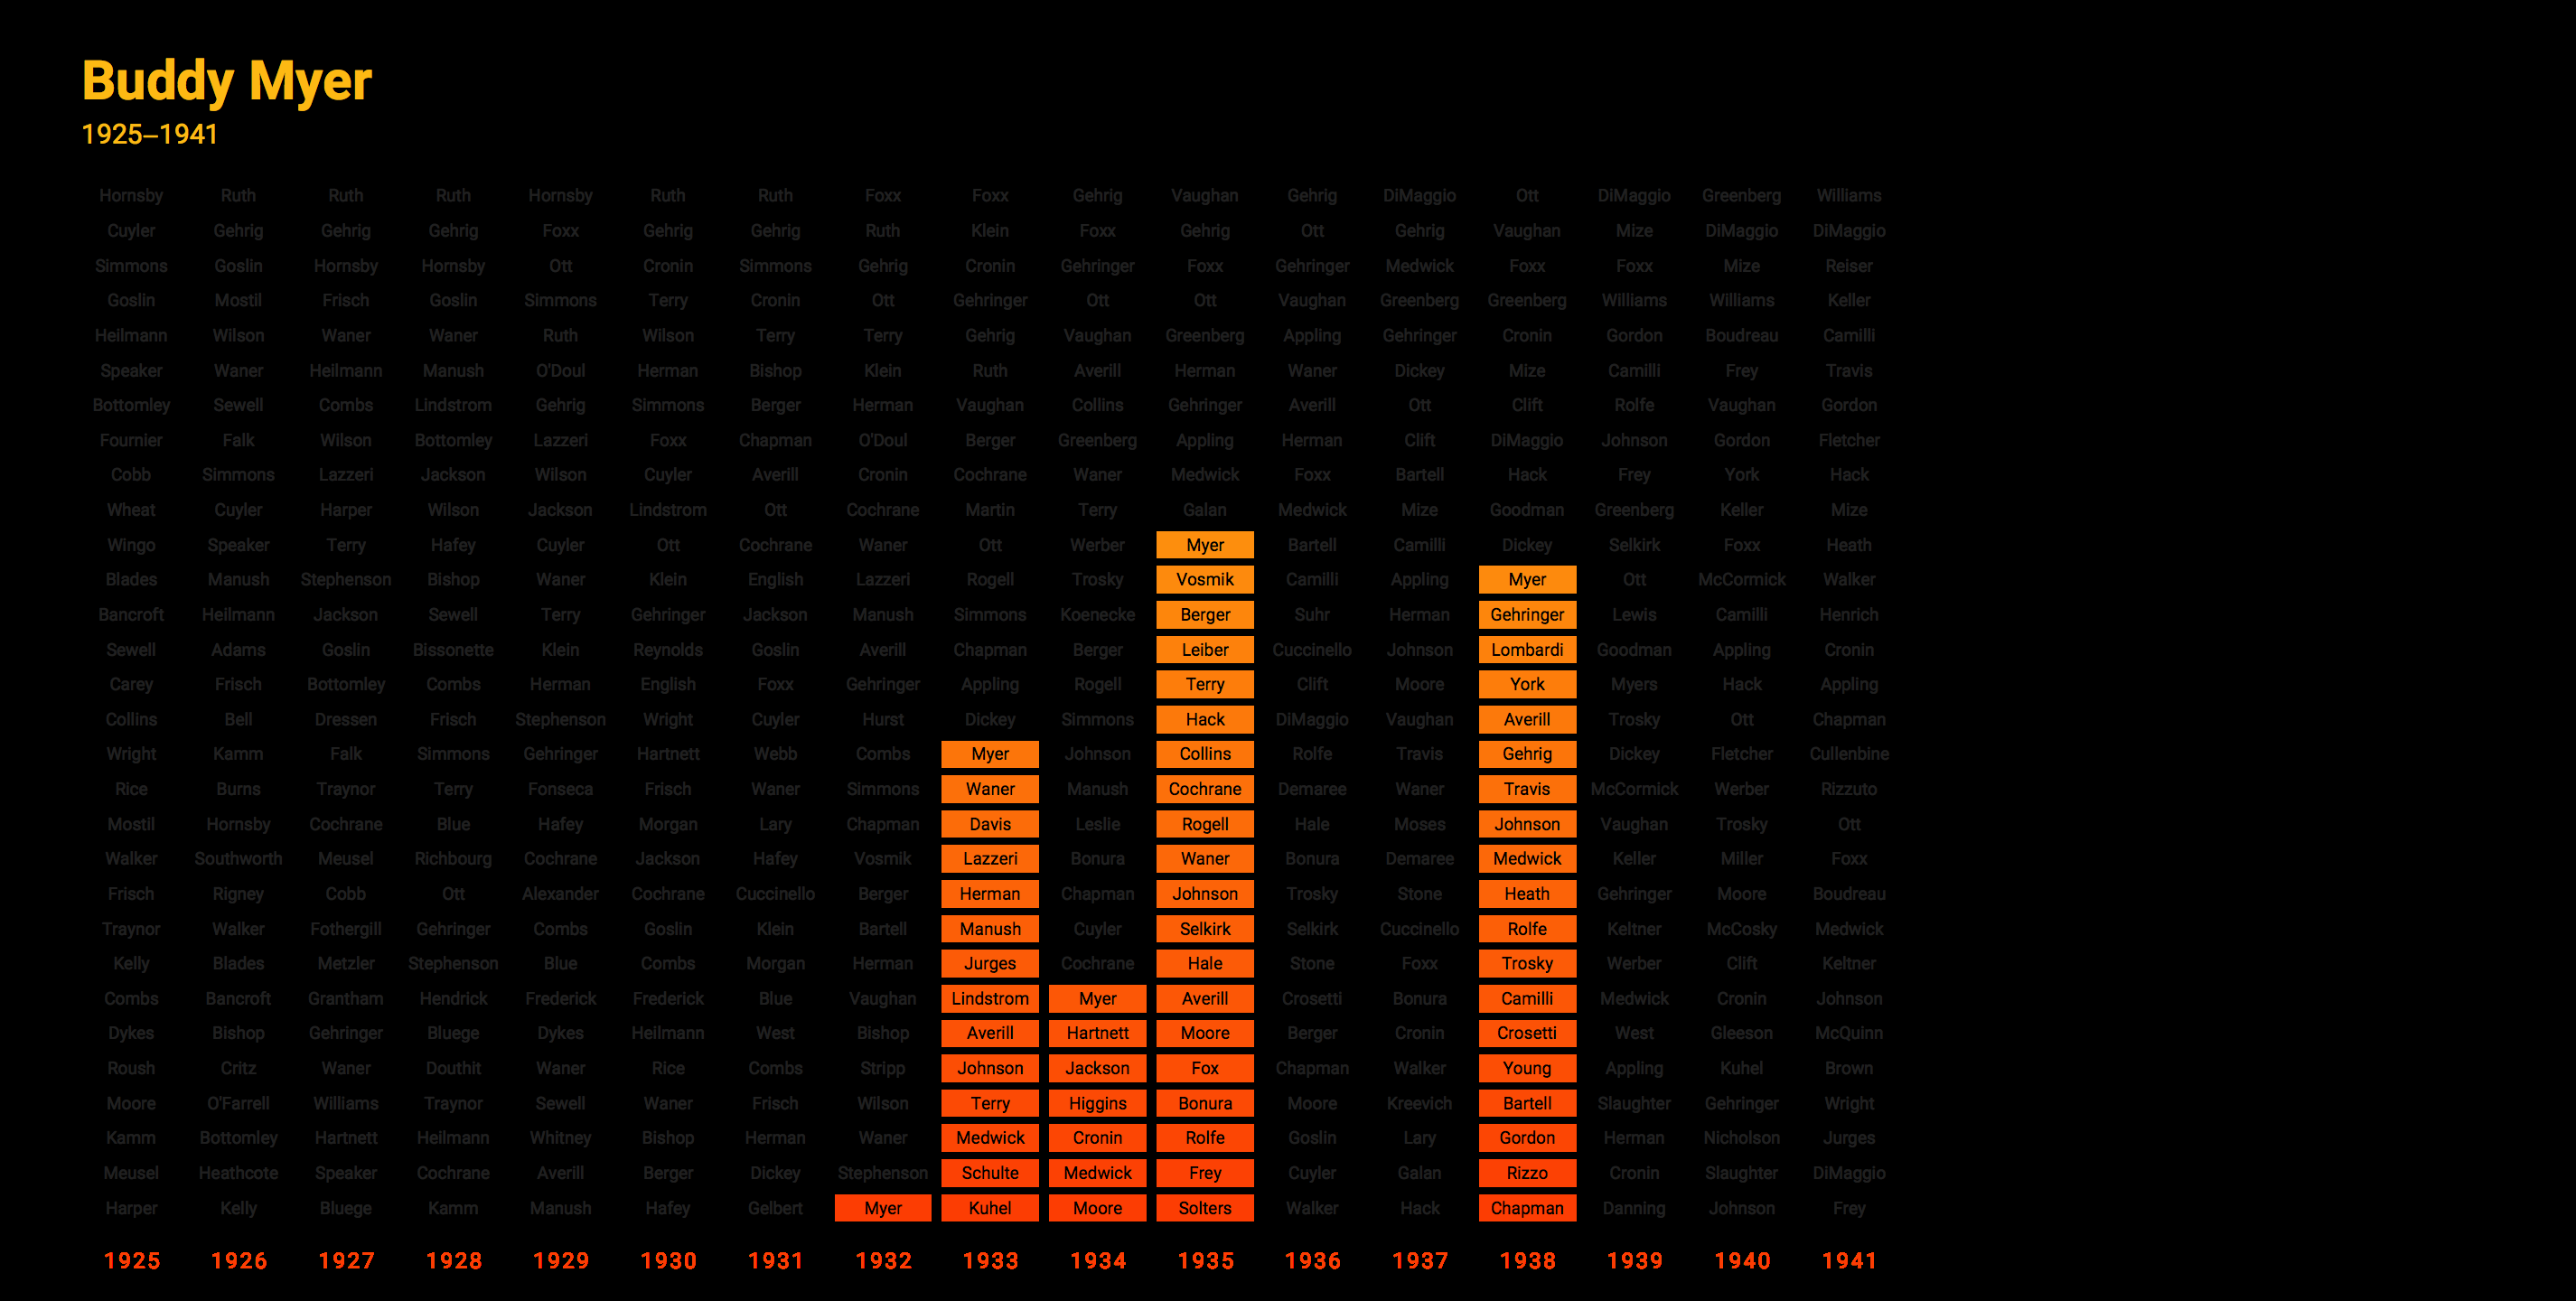 Buddy Myer
1925–1941
Hornsby Ruth Ruth Ruth Hornsby Ruth Ruth Foxx Foxx Gehrig Vaughan Gehrig DiMaggio Ott DiMaggio Greenberg Williams
Cuyler Gehrig Gehrig Gehrig Foxx Gehrig Gehrig Ruth Klein Foxx Gehrig Ott Gehrig Vaughan Mize DiMaggio DiMaggio
Simmons Goslin Hornsby Hornsby Ott Cronin Simmons Gehrig Cronin Gehringer Foxx Gehringer Medwick Foxx Foxx Mize Reiser
Goslin Mostil Frisch Goslin Simmons Terry Cronin Ott Gehringer Ott Ott Vaughan Greenberg Greenberg Williams Williams Keller
Heilmann Wilson Waner Waner Ruth Wilson Terry Terry Gehrig Vaughan Greenberg Appling Gehringer Cronin Gordon Boudreau Camilli
Speaker Waner Heilmann Manush O'Doul Herman Bishop Klein Ruth Averill Herman Waner Dickey Mize Camilli Frey Travis
Bottomley Sewell Combs Lindstrom Gehrig Simmons Berger Herman Vaughan Collins Gehringer Averill Ott Clift Rolfe Vaughan Gordon
Fournier Falk Wilson Bottomley Lazzeri Foxx Chapman O'Doul Berger Greenberg Appling Herman Clift DiMaggio Johnson Gordon Fletcher
Cobb Simmons Lazzeri Jackson Wilson Cuyler Averill Cronin Cochrane Waner Medwick Foxx Bartell Hack Frey York Hack
Wheat Cuyler Harper Wilson Jackson Lindstrom Ott Cochrane Martin Terry Galan Medwick Mize Goodman Greenberg Keller Mize
Wingo Speaker Terry Hafey Cuyler Ott Cochrane Waner Ott Werber Myer Bartell Camilli Dickey Selkirk Foxx Heath
Blades Manush Stephenson Bishop Waner Klein English Lazzeri Rogell Trosky Vosmik Camilli Appling Myer Ott McCormick Walker
Bancroft Heilmann Jackson Sewell Terry Gehringer Jackson Manush Simmons Koenecke Berger Suhr Herman Gehringer Lewis Camilli Henrich
Sewell Adams Goslin Bissonette Klein Reynolds Goslin Averill Chapman Berger Leiber Cuccinello Johnson Lombardi Goodman Appling Cronin
Carey Frisch Bottomley Combs Herman English Foxx Gehringer Appling Rogell Terry Clift Moore York Myers Hack Appling
Collins Bell Dressen Frisch Stephenson Wright Cuyler Hurst Dickey Simmons Hack DiMaggio Vaughan Averill Trosky Ott Chapman
Wright Kamm Falk Simmons Gehringer Hartnett Webb Combs Myer Johnson Collins Rolfe Travis Gehrig Dickey Fletcher Cullenbine
Rice Burns Traynor Terry Fonseca Frisch Waner Simmons Waner Manush Cochrane Demaree Waner Travis McCormick Werber Rizzuto
Mostil Hornsby Cochrane Blue Hafey Morgan Lary Chapman Davis Leslie Rogell Hale Moses Johnson Vaughan Trosky Ott
Walker Southworth Meusel Richbourg Cochrane Jackson Hafey Vosmik Lazzeri Bonura Waner Bonura Demaree Medwick Keller Miller Foxx
Frisch Rigney Cobb Ott Alexander Cochrane Cuccinello Berger Herman Chapman Johnson Trosky Stone Heath Gehringer Moore Boudreau
Traynor Walker Fothergill Gehringer Combs Goslin Klein Bartell Manush Cuyler Selkirk Selkirk Cuccinello Rolfe Keltner McCosky Medwick
Kelly Blades Metzler Stephenson Blue Combs Morgan Herman Jurges Cochrane Hale Stone Foxx Trosky Werber Clift Keltner
Combs Bancroft Grantham Hendrick Frederick Frederick Blue Vaughan Lindstrom Myer Averill Crosetti Bonura Camilli Medwick Cronin Johnson
Dykes Bishop Gehringer Bluege Dykes Heilmann West Bishop Averill Hartnett Moore Berger Cronin Crosetti West Gleeson McQuinn
Roush Critz Waner Douthit Waner Rice Combs Stripp Johnson Jackson Fox Chapman Walker Young Appling Kuhel Brown
Moore O'Farrell Williams Traynor Sewell Waner Frisch Wilson Terry Higgins Bonura Moore Kreevich Bartell Slaughter Gehringer Wright
Kamm Bottomley Hartnett Heilmann Whitney Bishop Herman Waner Medwick Cronin Rolfe Goslin Lary Gordon Herman Nicholson Jurges
Meusel Heathcote Speaker Cochrane Averill Berger Dickey Stephenson Schulte Medwick Frey Cuyler Galan Rizzo Cronin Slaughter DiMaggio
Harper Kelly Bluege Kamm Manush Hafey Gelbert Myer Kuhel Moore Solters Walker Hack Chapman Danning Johnson Frey
1925 1926 1927 1928 1929 1930 1931 1932 1933 1934 1935 1936 1937 1938 1939 1940 1941